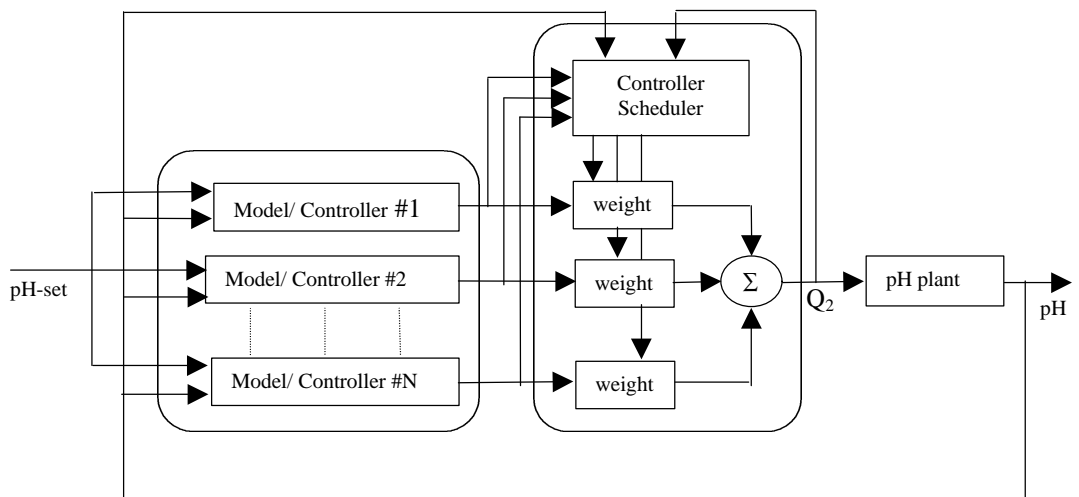 Controller
Scheduler
Model/ Controller #1
weight
pH-set
Model/ Controller #2
weight
Σ
Q₂
pH plant
pH
Model/ Controller #N
weight